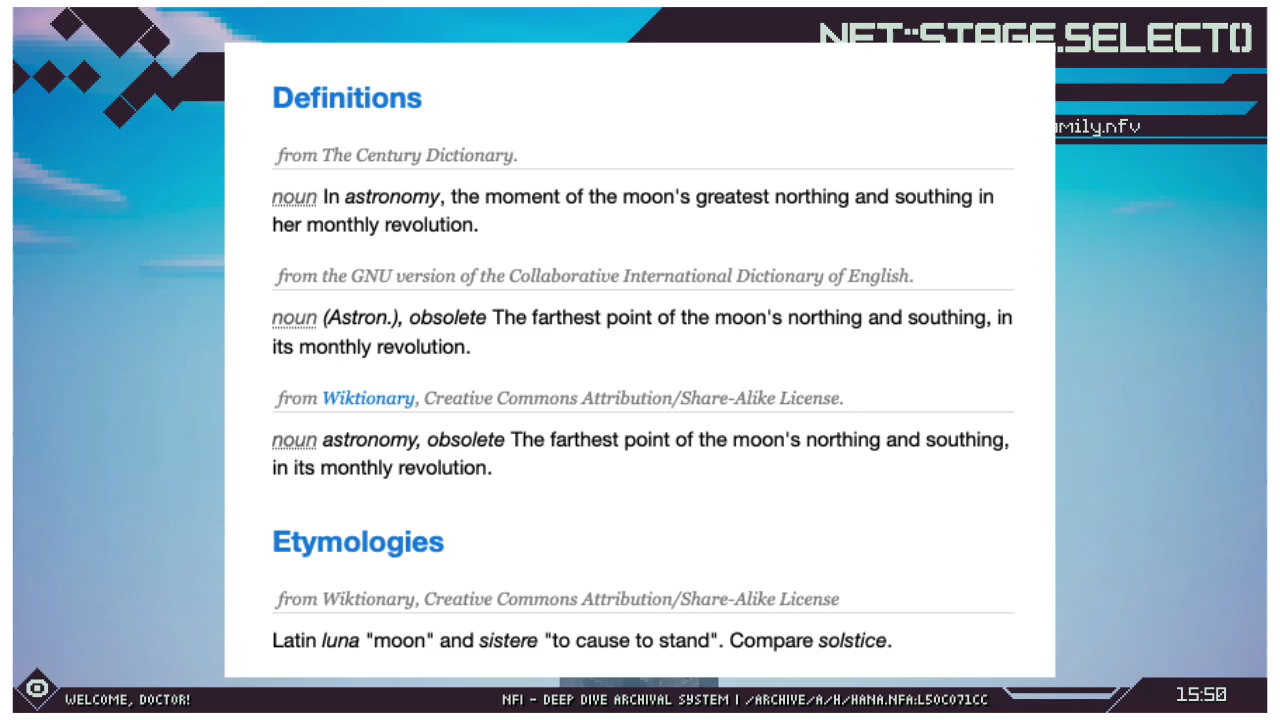 NET::STAGE.SELECT0
amily.nfv
Definitions
from The Century Dictionary.
noun In astronomy, the moment of the moon's greatest northing and southing in
her monthly revolution.
from the GNU version of the Collaborative International Dictionary of English.
noun (Astron.), obsolete The farthest point of the moon's northing and southing, in
its monthly revolution.
from Wiktionary, Creative Commons Attribution/Share-Alike License.
noun astronomy, obsolete The farthest point of the moon's northing and southing,
in its monthly revolution.
Etymologies
from Wiktionary, Creative Commons Attribution/Share-Alike License
Latin luna "moon" and sistere "to cause to stand". Compare solstice.
WELCOME, DOCTOR!
NFI - DEEP DIVE ARCHIVAL SYSTEM | /ARCHIVE/A/H/HANA.NFA:L50C071CC
15:50